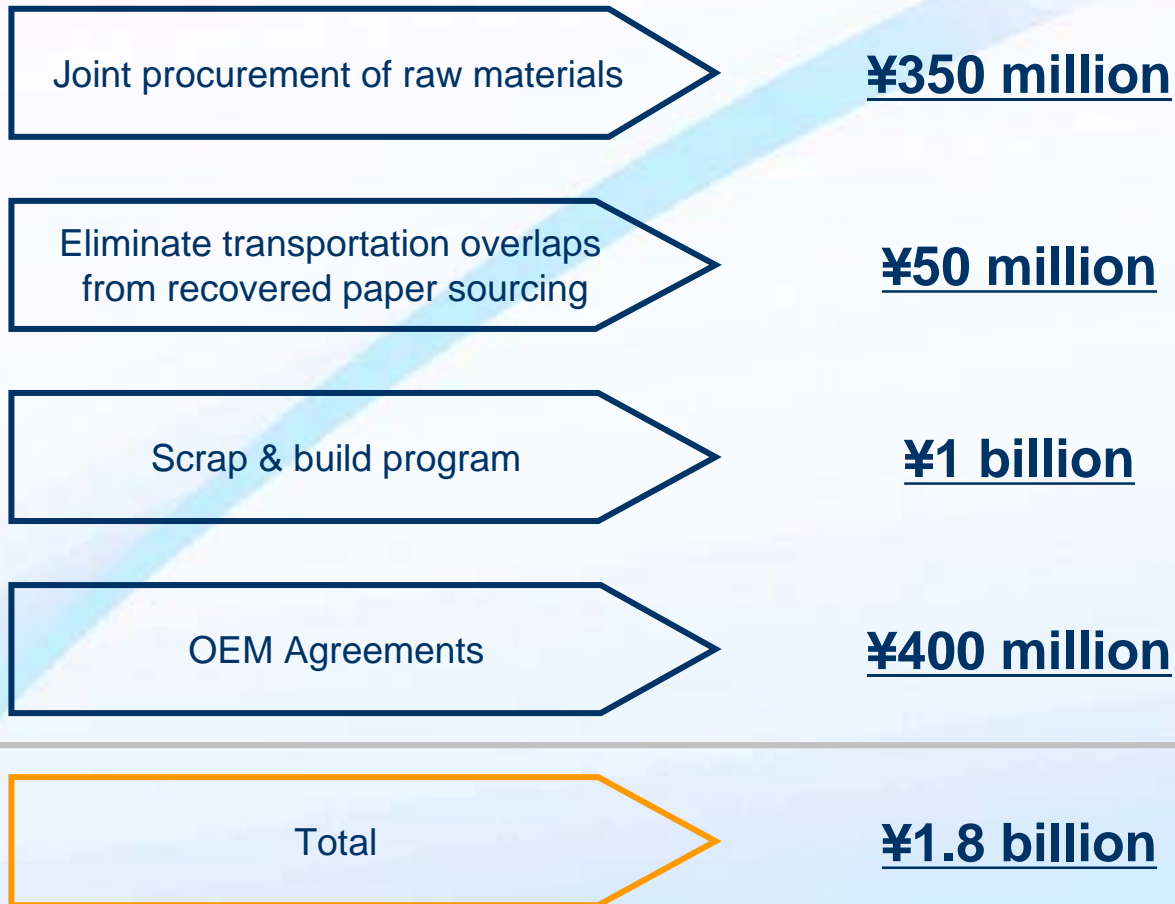 Joint procurement of raw materials
¥350 million
Eliminate transportation overlaps
from recovered paper sourcing
¥50 million
Scrap & build program
¥1 billion
OEM Agreements
¥400 million
Total
¥1.8 billion